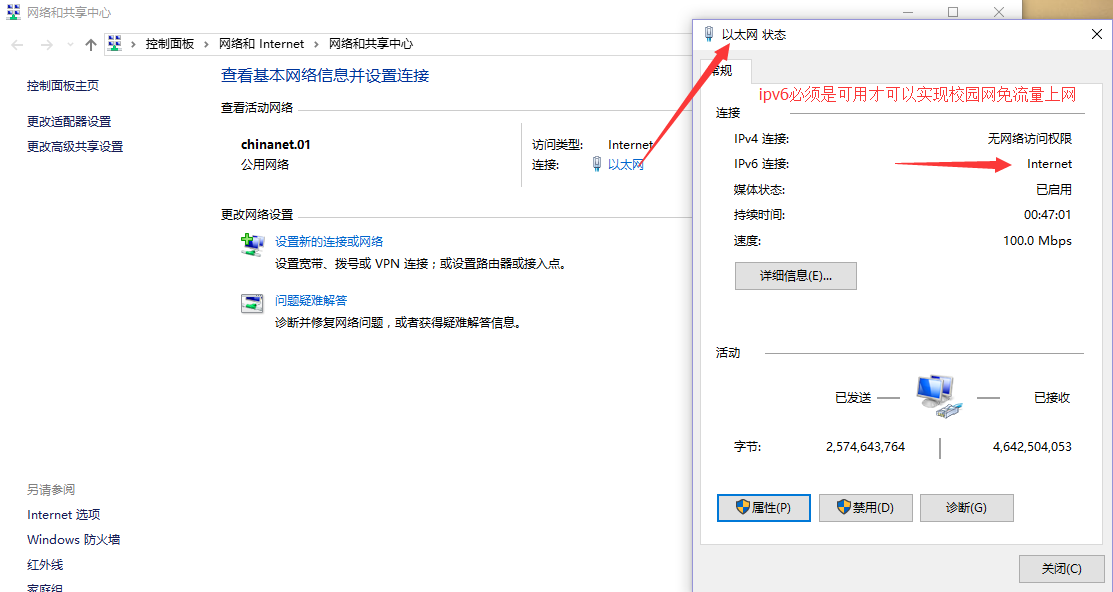 网络和共享中心
控制面板 › 网络和 Internet › 网络和共享中心
控制面板主页
更改适配器设置
更改高级共享设置
查看基本网络信息并设置连接
查看活动网络
chinanet.01
公用网络
访问类型: Internet
连接: 以太网
更改网络设置
设置新的连接或网络
设置宽带、拨号或 VPN 连接；或设置路由器或接入点。
问题疑难解答
诊断并修复网络问题，或者获得疑难解答信息。
另请参阅
Internet 选项
Windows 防火墙
红外线
家庭组
以太网 状态
常规
ipv6必须是可用才可以实现校园网免流量上网
连接
IPv4 连接: 无网络访问权限
IPv6 连接: Internet
媒体状态: 已启用
持续时间: 00:47:01
速度: 100.0 Mbps
详细信息(E)...
活动
已发送 — — 已接收
字节: 2,574,643,764 | 4,642,504,053
属性(P) 禁用(D) 诊断(G)
关闭(C)